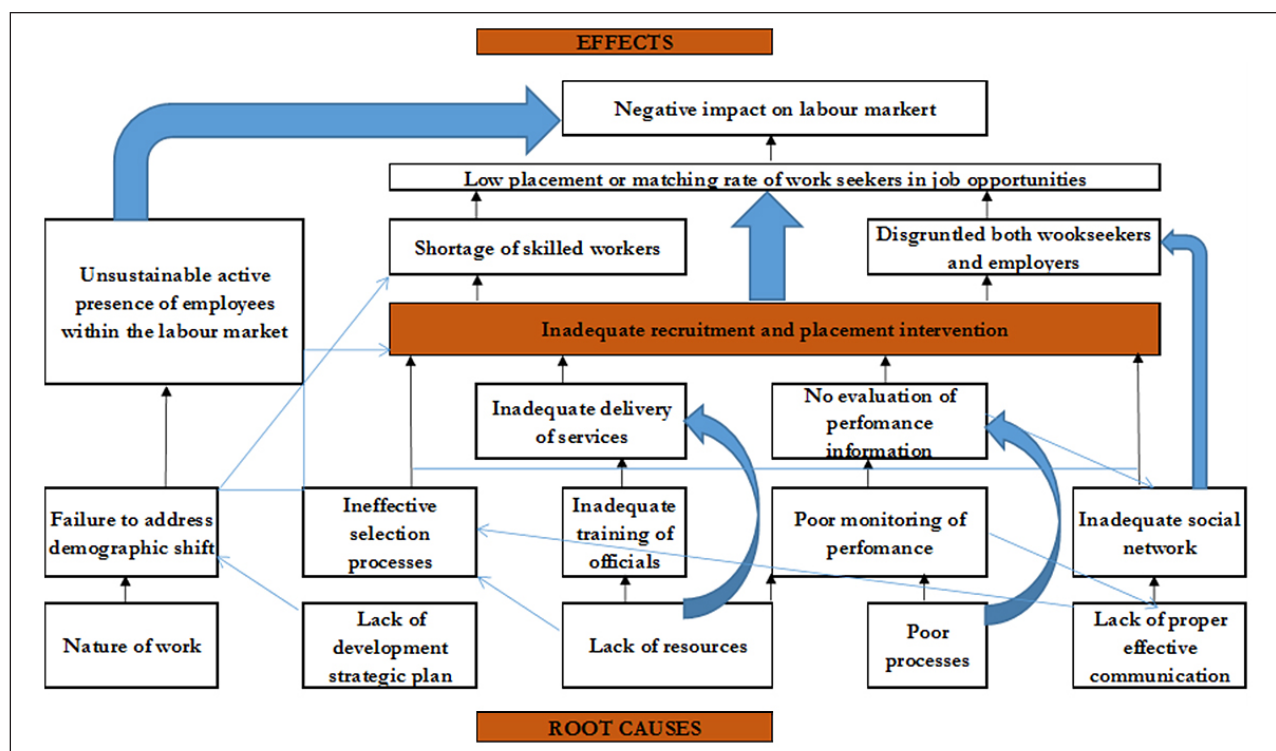 EFFECTS
Negative impact on labour markert
Low placement or matching rate of work seekers in job opportunities
Unsustainable active
presence of employees
within the labour market
Shortage of skilled workers
Disgruntled both wookseekers
and employers
Inadequate recruitment and placement intervention
Inadequate delivery
of services
No evaluation of
perfomance
information
Failure to address
demographic shift
Ineffective
selection
processes
Inadequate
training of
officials
Poor monitoring of
perfomance
Inadequate social
network
Nature of work
Lack of
development
strategic plan
Lack of resources
Poor
processes
Lack of proper
effective
communication
ROOT CAUSES